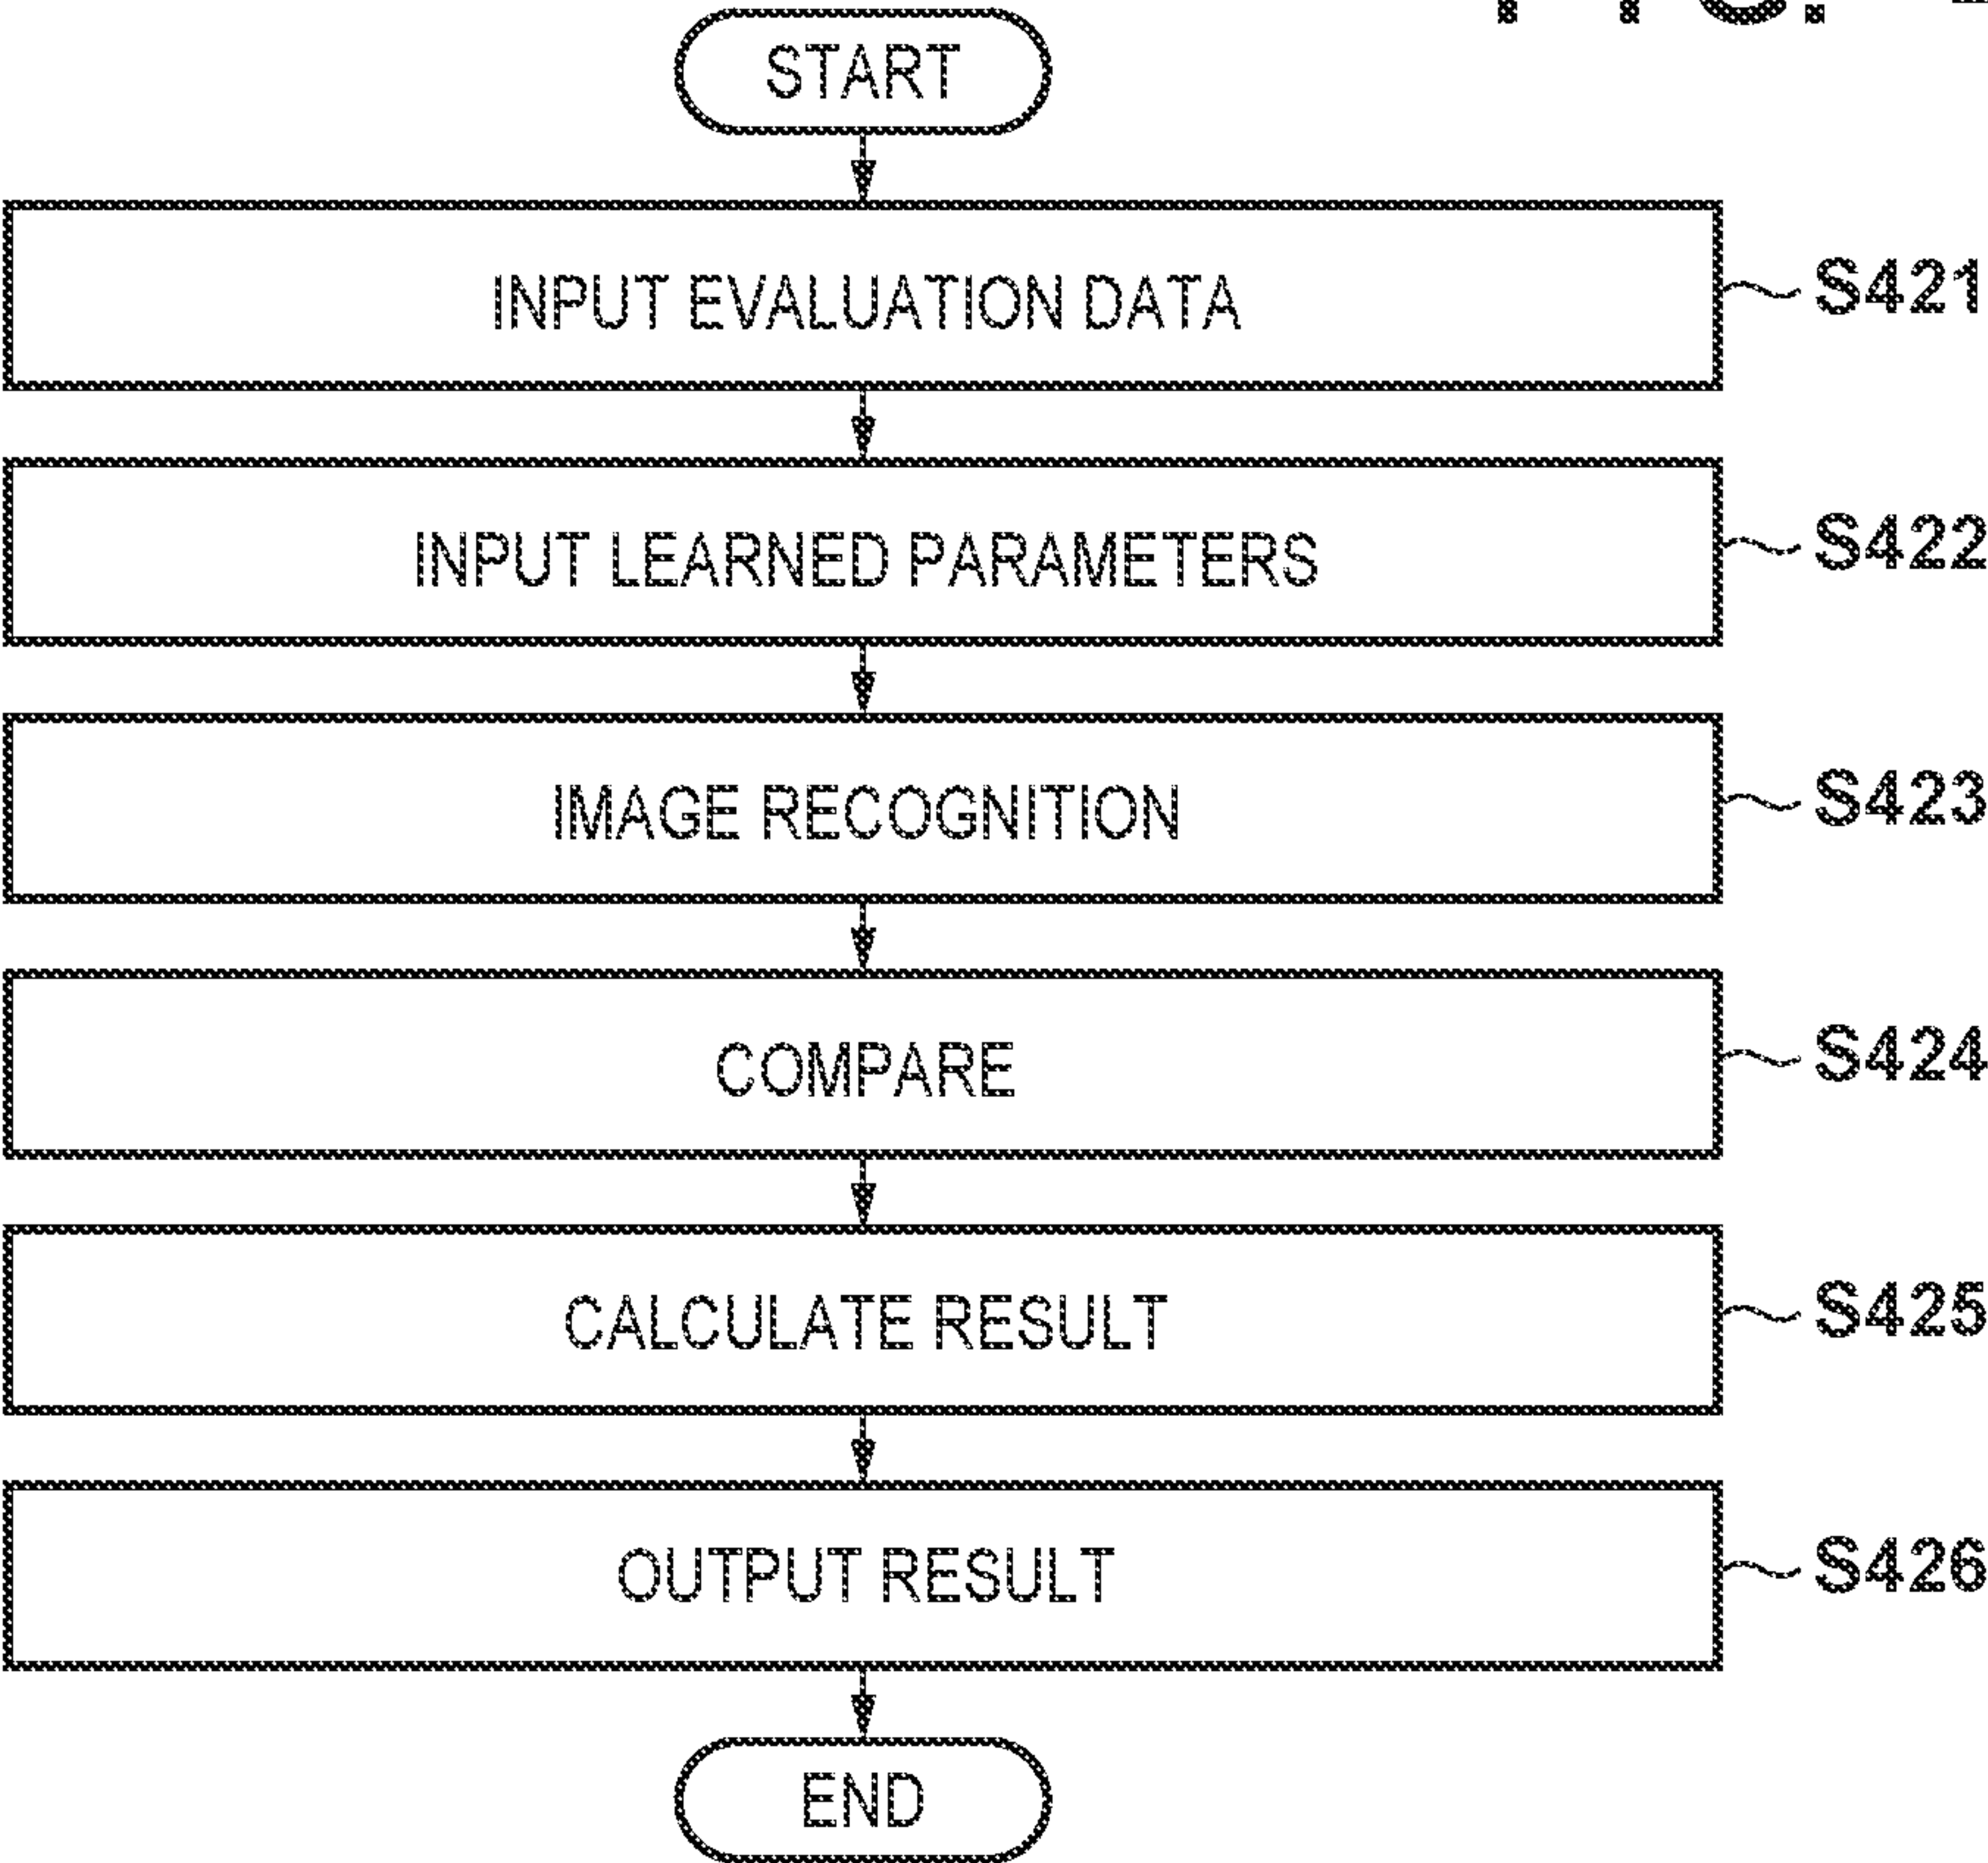 START
INPUT EVALUATION DATA
S421
INPUT LEARNED PARAMETERS
S422
IMAGE RECOGNITION
S423
COMPARE
S424
CALCULATE RESULT
S425
OUTPUT RESULT
S426
END